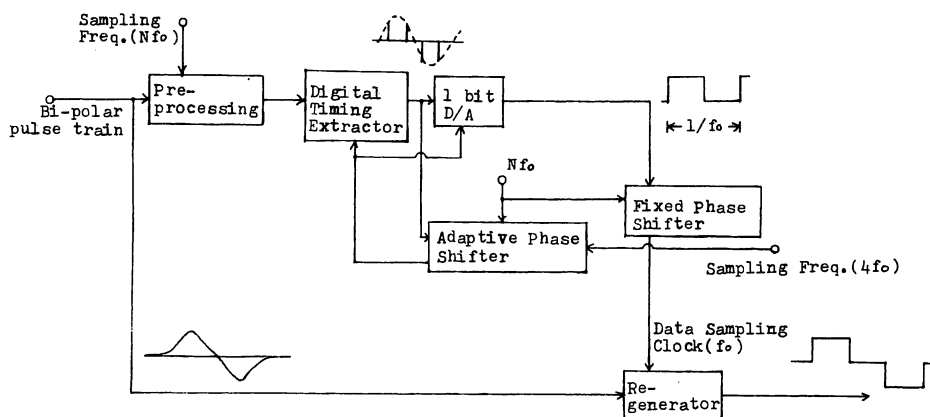 Sampling
Freq.(Nfo)
Pre-
processing
Digital
Timing
Extractor
1 bit
D/A
1/fo
Bi-polar
pulse train
Nfo
Fixed Phase
Shifter
Adaptive Phase
Shifter
Sampling Freq.(4fo)
Data Sampling
Clock(fo)
Re-
generator